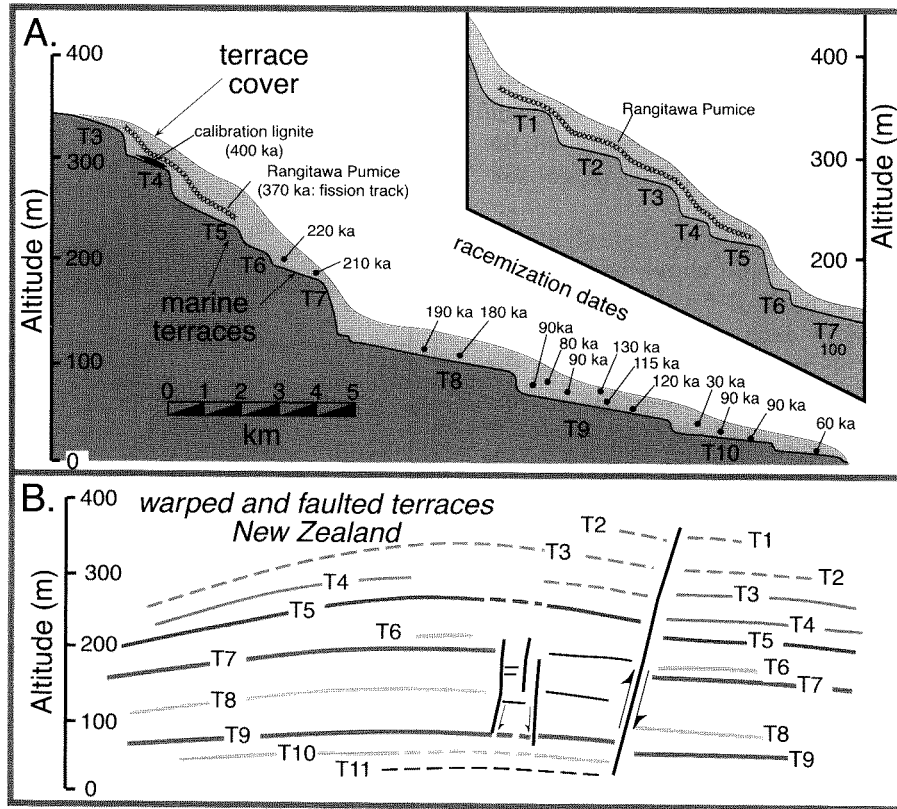 A.
400
300
200
100
0
Altitude (m)
terrace
cover
calibration lignite
(400 ka)
Rangitawa Pumice
(370 ka: fission track)
T3
T4
T5
T6
T7
T8
T9
T10
marine
terraces
220 ka
210 ka
190 ka
180 ka
90ka
80 ka
90 ka
130 ka
115 ka
120 ka
30 ka
90 ka
90 ka
60 ka
0 1 2 3 4 5
km
racemization dates
Rangitawa Pumice
T1
T2
T3
T4
T5
T6
T7
400
300
200
100
Altitude (m)
B.
warped and faulted terraces
New Zealand
400
300
200
100
0
Altitude (m)
T2
T1
T3
T2
T4
T3
T5
T4
T6
T5
T7
T6
T7
T8
T8
T9
T9
T10
T11